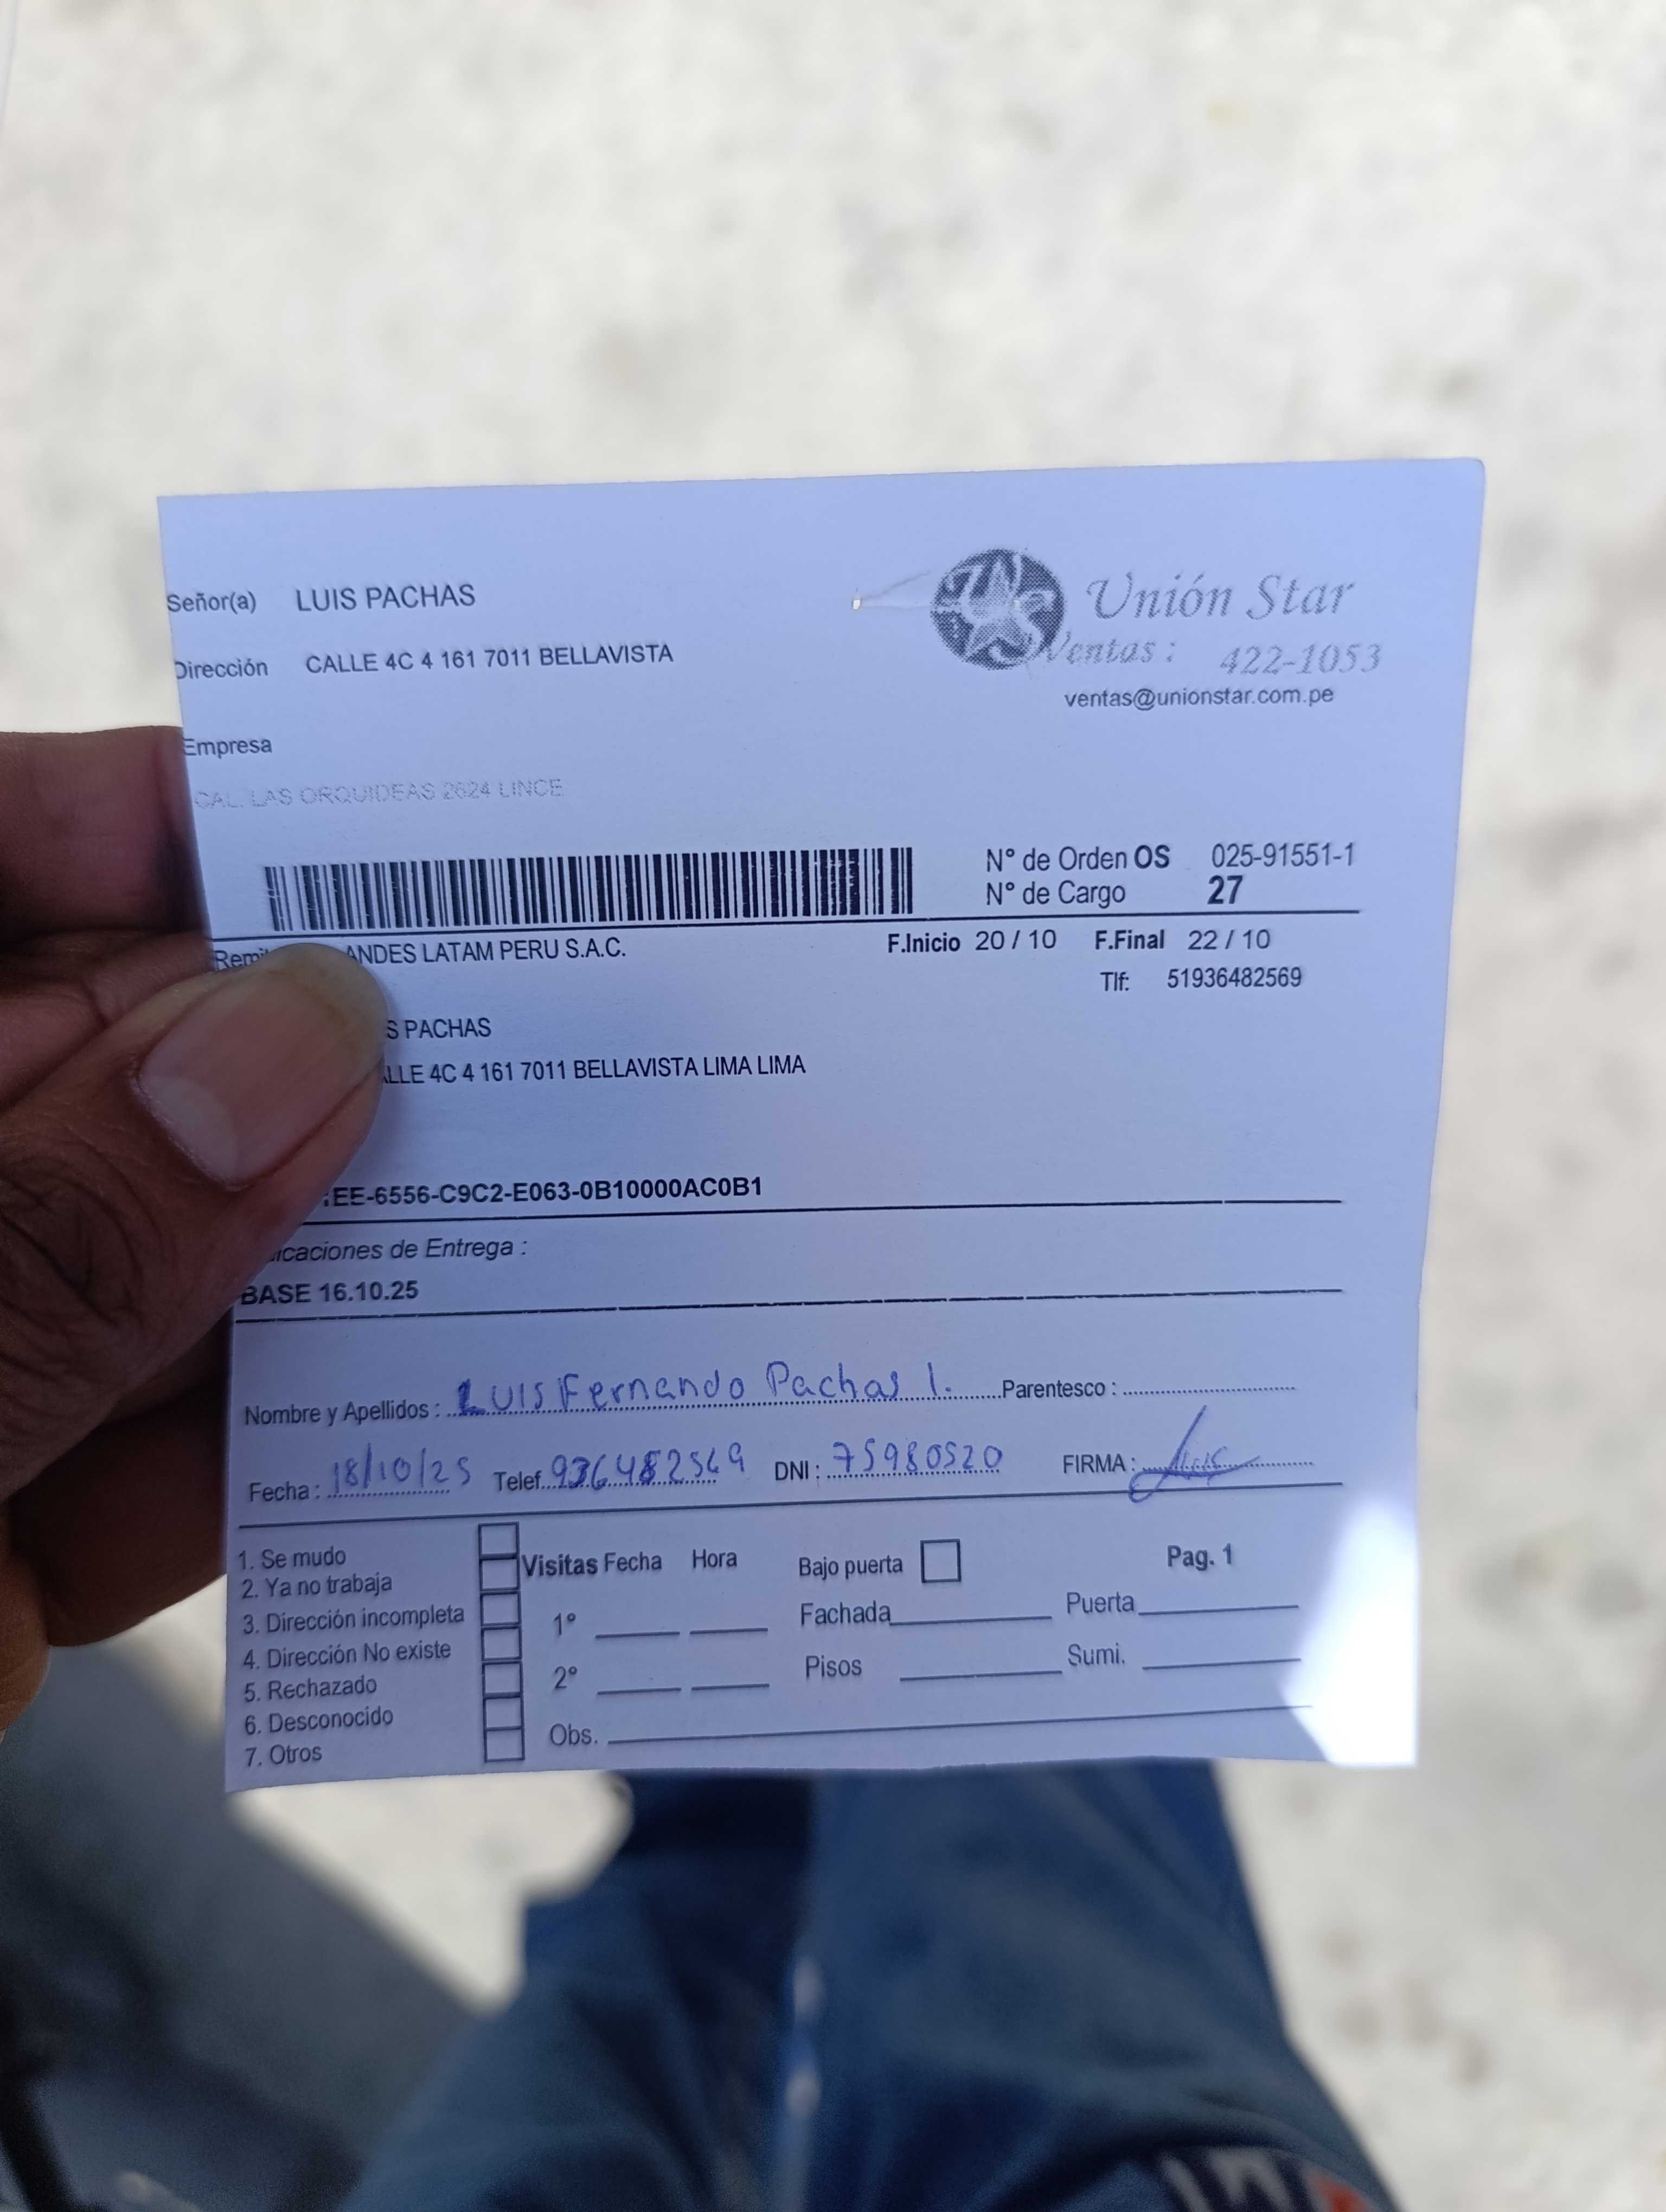 Señor(a) LUIS PACHAS
Unión Star
Dirección CALLE 4C 4 161 7011 BELLAVISTA
Ventas : 422-1053
ventas@unionstar.com.pe
Empresa
CAL. LAS ORQUIDEAS 2624 LINCE
N° de Orden OS 025-91551-1
N° de Cargo 27
ANDES LATAM PERU S.A.C. F.Inicio 20 / 10 F.Final 22 / 10
Tlf: 51936482569
S PACHAS
LLE 4C 4 161 7011 BELLAVISTA LIMA LIMA
EE-6556-C9C2-E063-0B10000AC0B1
icaciones de Entrega :
BASE 16.10.25
Nombre y Apellidos : Luis Fernando Pachas I. Parentesco :
Fecha : 18/10/25 Telef. 936482569 DNI : 75980520 FIRMA :
1. Se mudo
2. Ya no trabaja
3. Dirección incompleta
4. Dirección No existe
5. Rechazado
6. Desconocido
7. Otros
Visitas Fecha Hora
1°
2°
Obs.
Bajo puerta
Pag. 1
Fachada Puerta
Pisos Sumi.